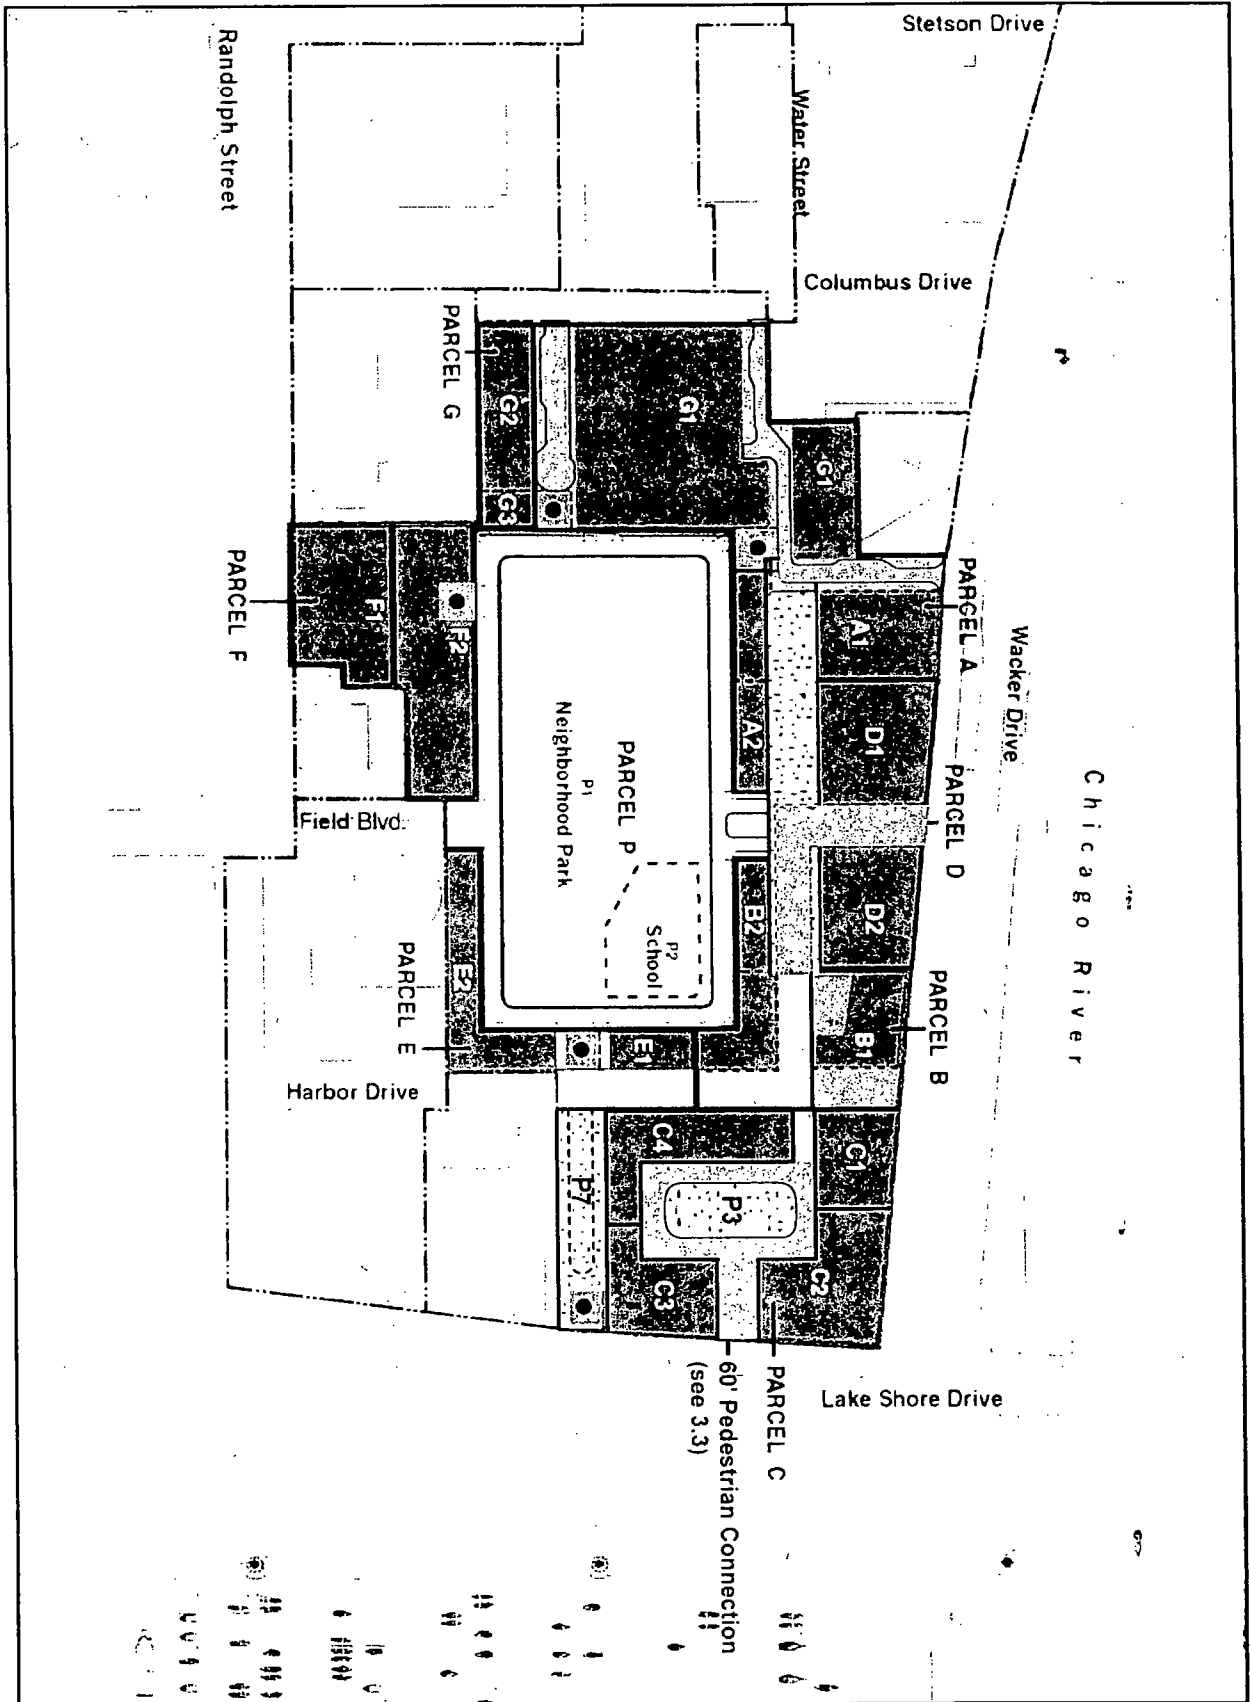 Stetson Drive
Randolph Street
Water Street
Columbus Drive
PARCEL G
G2
G3
G1
G1
PARCEL F
F1
F2
PARCEL A
A1
A2
Wacker Drive
Chicago River
D1
PARCEL D
D2
PARCEL P
P1
Neighborhood Park
P2
School
B2
Field Blvd.
PARCEL B
B1
PARCEL E
E1
Harbor Drive
C4
C1
P7
P3
C3
C2
PARCEL C
60' Pedestrian Connection
(see 3.3)
Lake Shore Drive